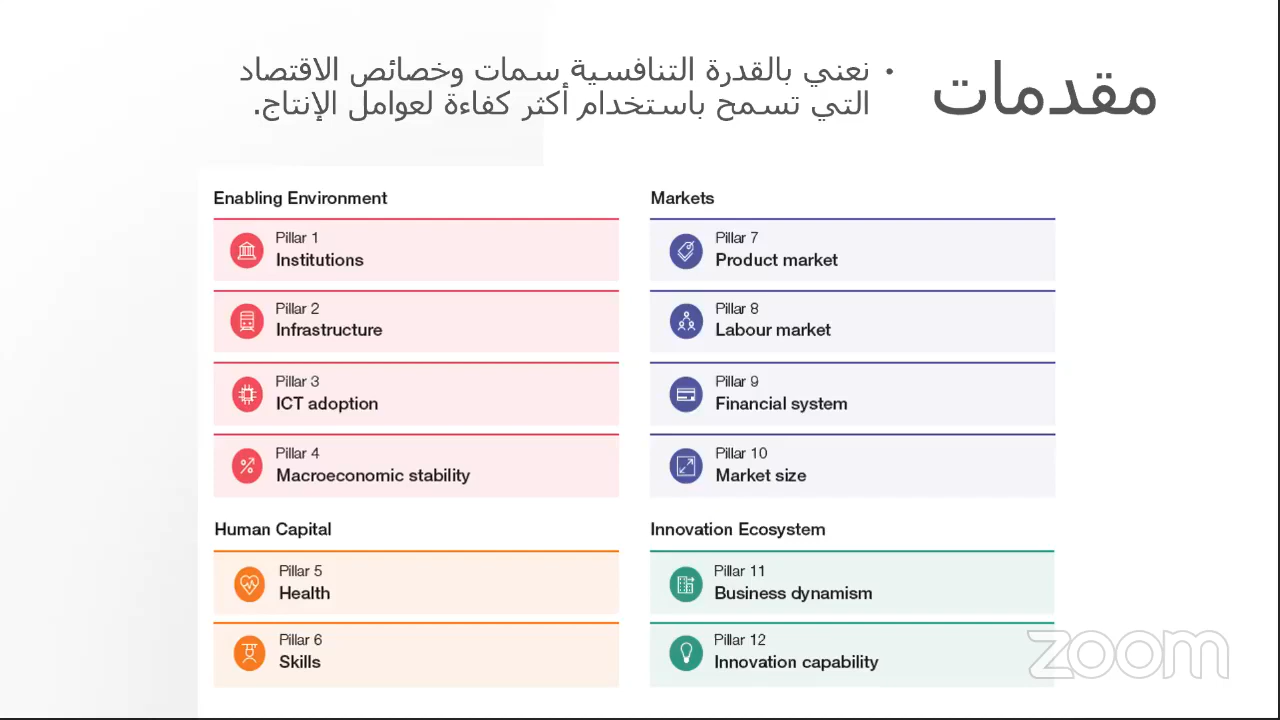 مقدمات
• نعني بالقدرة التنافسية سمات وخصائص الاقتصاد
التي تسمح باستخدام أكثر كفاءة لعوامل الإنتاج.
Enabling Environment
Pillar 1
Institutions
Pillar 2
Infrastructure
Pillar 3
ICT adoption
Pillar 4
Macroeconomic stability
Human Capital
Pillar 5
Health
Pillar 6
Skills
Markets
Pillar 7
Product market
Pillar 8
Labour market
Pillar 9
Financial system
Pillar 10
Market size
Innovation Ecosystem
Pillar 11
Business dynamism
Pillar 12
Innovation capability
zoom